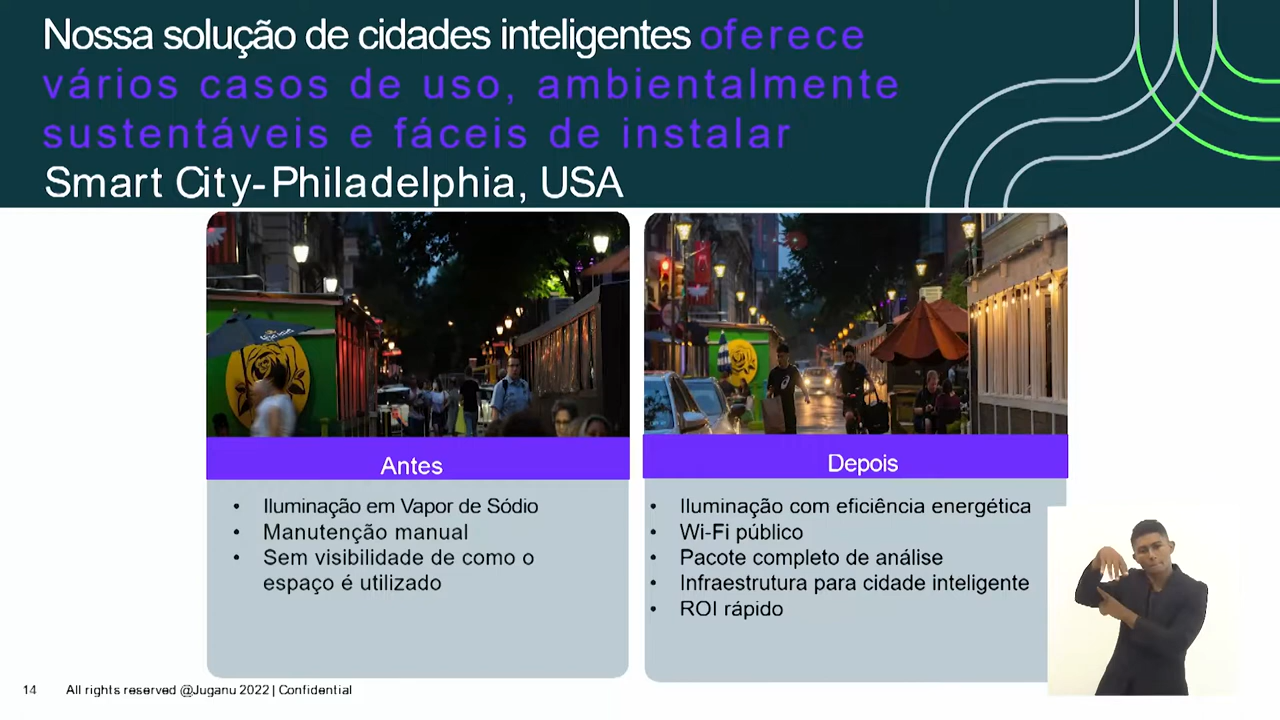 Nossa solução de cidades inteligentes oferece
vários casos de uso, ambientalmente
sustentáveis e fáceis de instalar
Smart City-Philadelphia, USA
Antes
• Iluminação em Vapor de Sódio
• Manutenção manual
• Sem visibilidade de como o
espaço é utilizado
Depois
• Iluminação com eficiência energética
• Wi-Fi público
• Pacote completo de análise
• Infraestrutura para cidade inteligente
• ROI rápido
14 All rights reserved @Juganu 2022 | Confidential